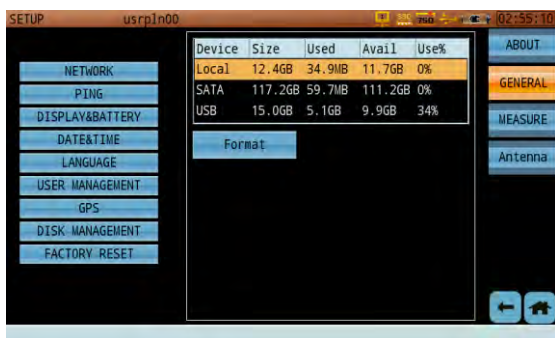 SETUP usrpln00 750 02:55:10
Device Size Used Avail Use%
Local 12.4GB 34.9MB 11.7GB 0%
SATA 117.2GB 59.7MB 111.2GB 0%
USB 15.0GB 5.1GB 9.9GB 34%
Format
NETWORK
PING
DISPLAY&BATTERY
DATE&TIME
LANGUAGE
USER MANAGEMENT
GPS
DISK MANAGEMENT
FACTORY RESET
ABOUT
GENERAL
MEASURE
Antenna